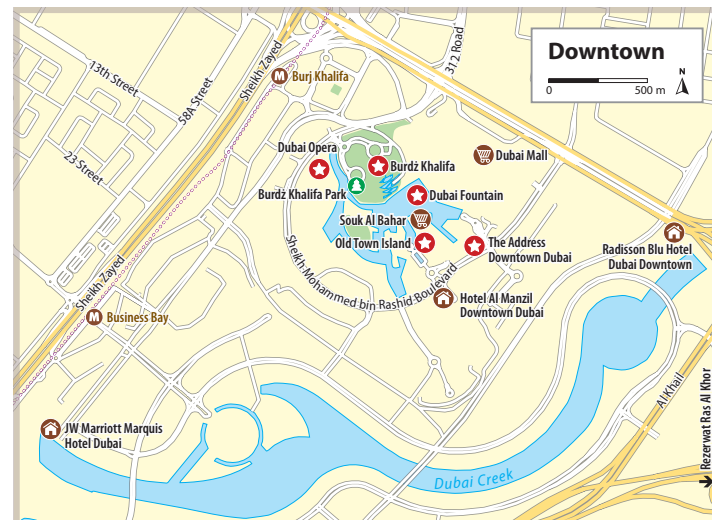 Downtown
0 500 m
N
312 Road
Sheikh Zayed
13th Street
58A Street
M Burj Khalifa
23 Street
Dubai Opera
Dubai Mall
Burdż Khalifa
Burdż Khalifa Park
Dubai Fountain
Souk Al Bahar
Old Town Island
The Address
Downtown Dubai
Radisson Blu Hotel
Dubai Downtown
Sheikh Mohammed bin Rashid Boulevard
Sheikh Zayed
Hotel Al Manzil
Downtown Dubai
M Business Bay
Al Khail
JW Marriott Marquis
Hotel Dubai
Dubai Creek
Rezerwat Ras Al Khor